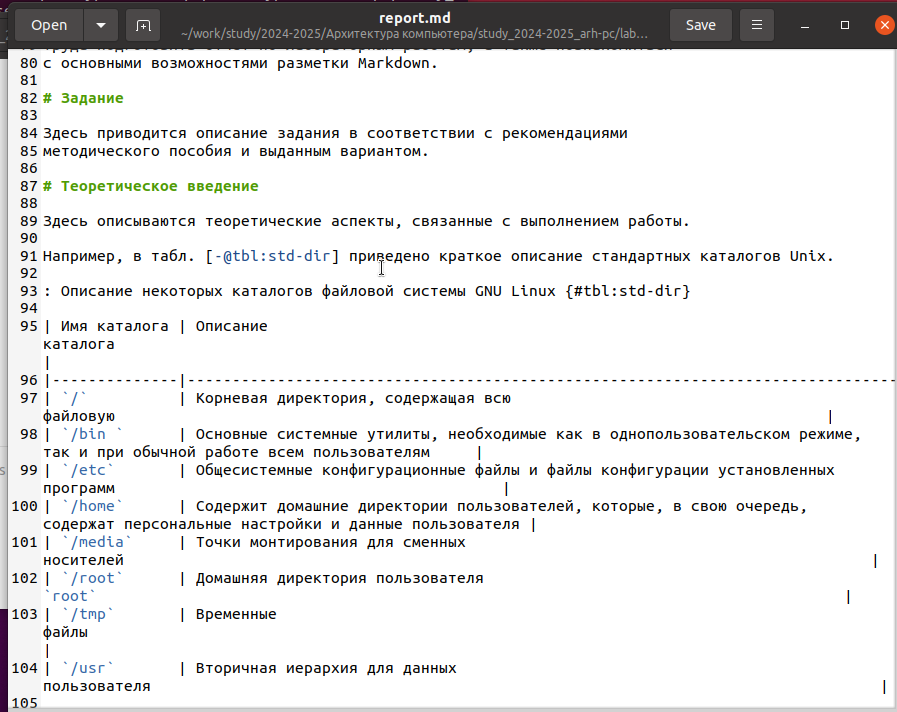 Open
report.md
~/work/study/2024-2025/Архитектура компьютера/study_2024-2025_arh-pc/lab...
Save
80 с основными возможностями разметки Markdown.
81
82 # Задание
83
84 Здесь приводится описание задания в соответствии с рекомендациями
85 методического пособия и выданным вариантом.
86
87 # Теоретическое введение
88
89 Здесь описываются теоретические аспекты, связанные с выполнением работы.
90
91 Например, в табл. [-@tbl:std-dir] приведено краткое описание стандартных каталогов Unix.
92
93 : Описание некоторых каталогов файловой системы GNU Linux {#tbl:std-dir}
94
95 | Имя каталога | Описание
каталога
|
96 |--------------|-------------------------------------------------------------------------------
97 | `/`          | Корневая директория, содержащая всю
файловую |
98 | `/bin `      | Основные системные утилиты, необходимые как в однопользовательском режиме,
так и при обычной работе всем пользователям |
99 | `/etc`       | Общесистемные конфигурационные файлы и файлы конфигурации установленных
программ |
100 | `/home`      | Содержит домашние директории пользователей, которые, в свою очередь,
содержат персональные настройки и данные пользователя |
101 | `/media`     | Точки монтирования для сменных
носителей |
102 | `/root`      | Домашняя директория пользователя
`root` |
103 | `/tmp`       | Временные
файлы
|
104 | `/usr`       | Вторичная иерархия для данных
пользователя |
105